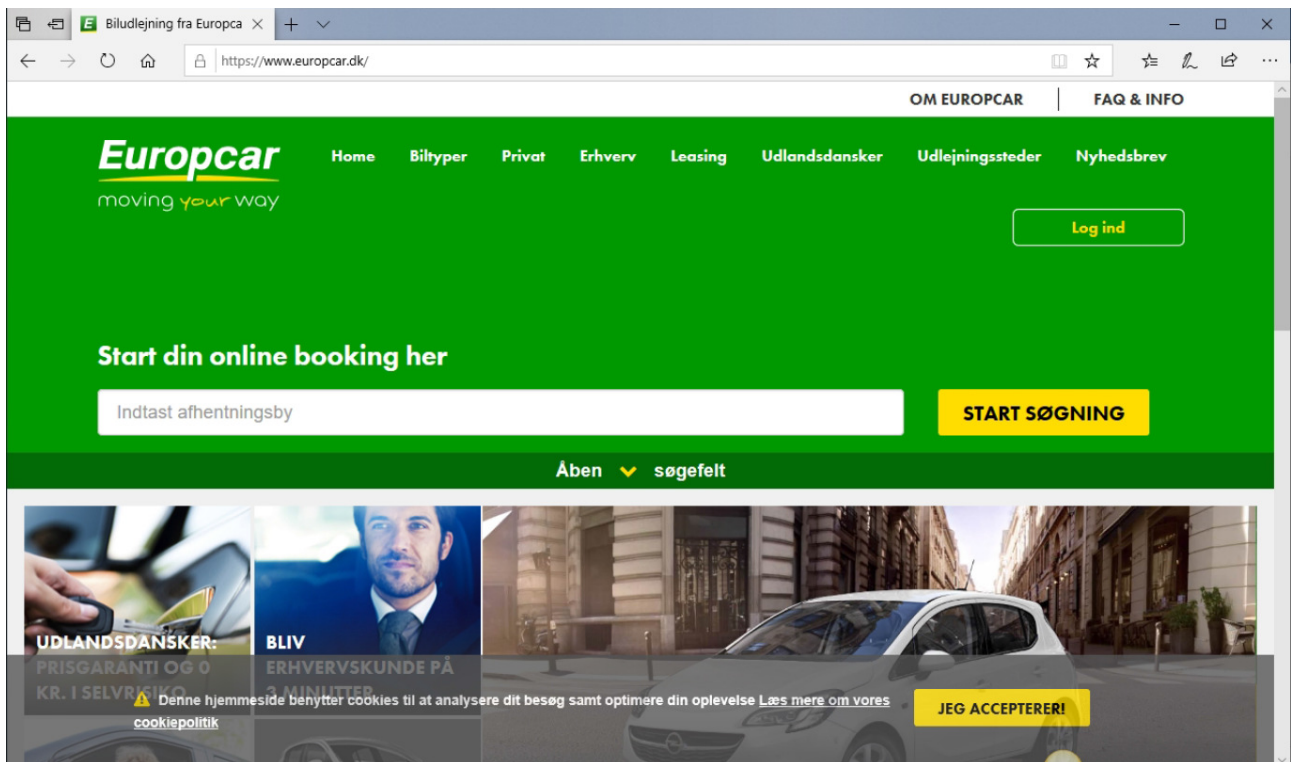 Biludlejning fra Europca
https://www.europcar.dk/
OM EUROPCAR FAQ & INFO
Europcar
moving your way
Home Biltyper Privat Erhverv Leasing Udlandsdansker Udlejningssteder Nyhedsbrev
Log ind
Start din online booking her
Indtast afhentningsby
START SØGNING
Åben søgefelt
UDLANDSDANSKER:
PRISGARANTI OG 0
KR. I SELVRISIKO
BLIV
ERHVERVSKUNDE PÅ
3 MINUTTER
Denne hjemmeside benytter cookies til at analysere dit besøg samt optimere din oplevelse Læs mere om vores
cookiepolitik
JEG ACCEPTERER!